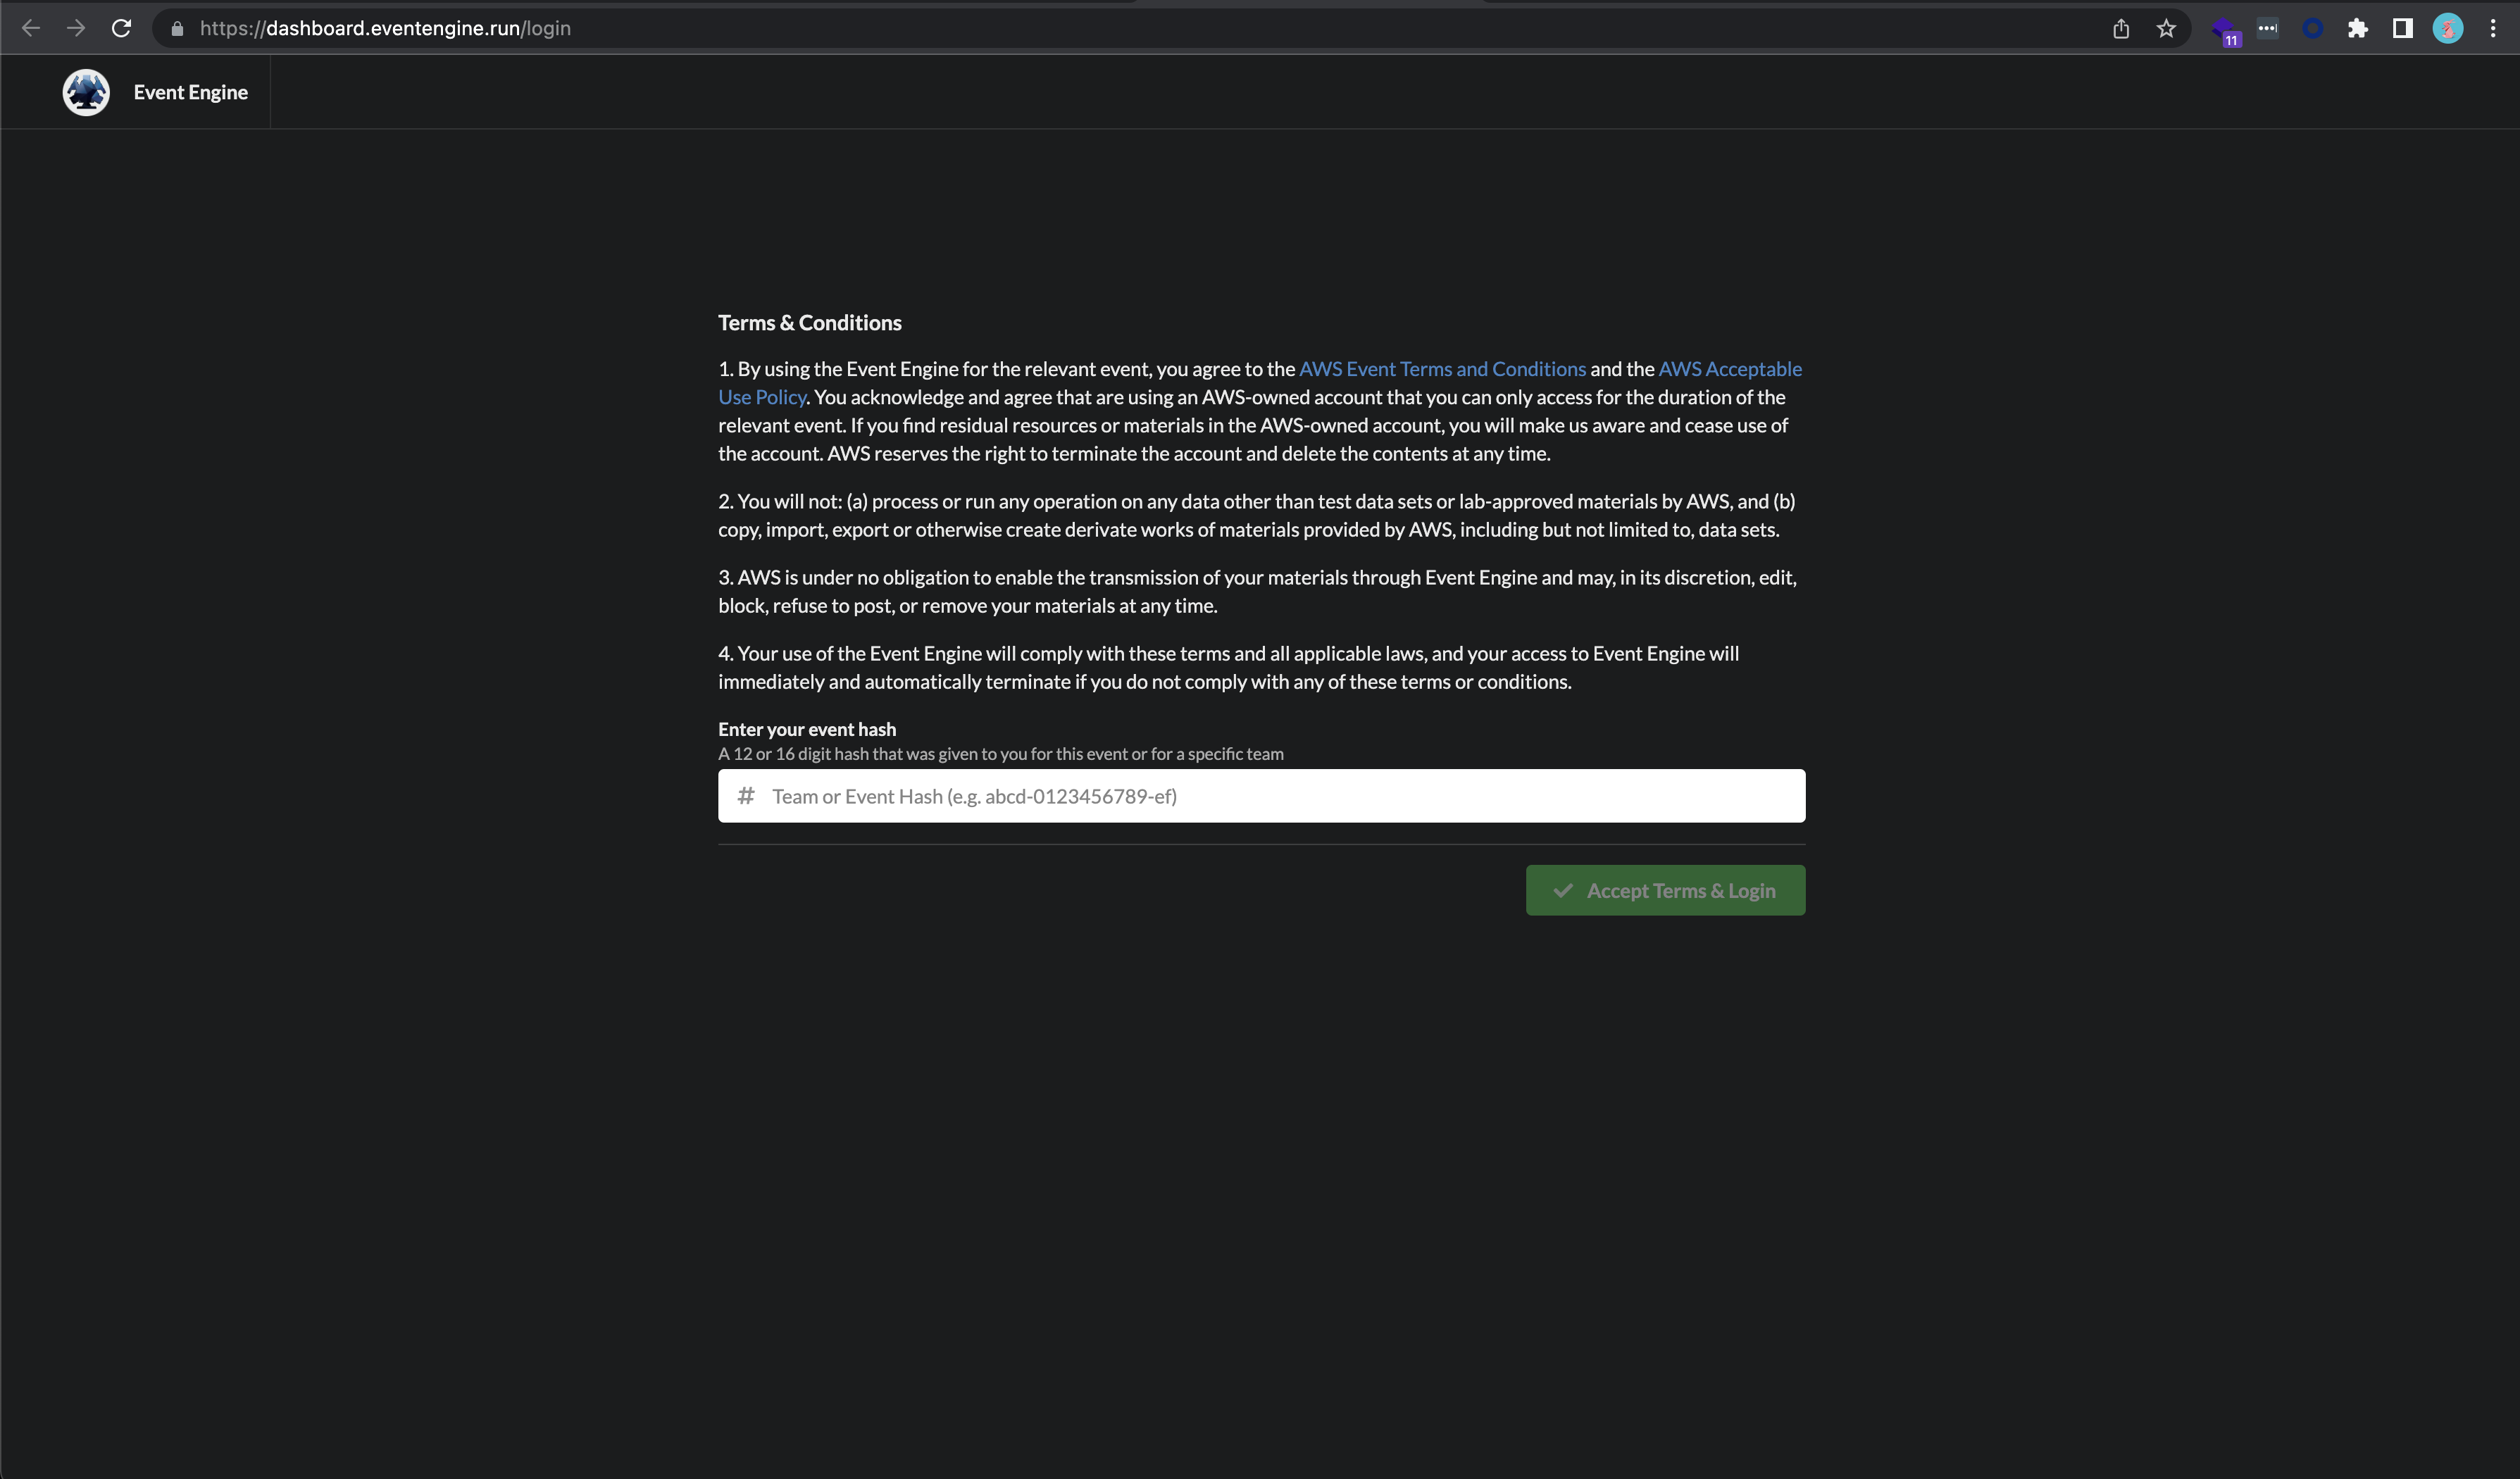 https://dashboard.eventengine.run/login
11
Event Engine
Terms & Conditions
1. By using the Event Engine for the relevant event, you agree to the AWS Event Terms and Conditions and the AWS Acceptable
Use Policy. You acknowledge and agree that are using an AWS-owned account that you can only access for the duration of the
relevant event. If you find residual resources or materials in the AWS-owned account, you will make us aware and cease use of
the account. AWS reserves the right to terminate the account and delete the contents at any time.
2. You will not: (a) process or run any operation on any data other than test data sets or lab-approved materials by AWS, and (b)
copy, import, export or otherwise create derivate works of materials provided by AWS, including but not limited to, data sets.
3. AWS is under no obligation to enable the transmission of your materials through Event Engine and may, in its discretion, edit,
block, refuse to post, or remove your materials at any time.
4. Your use of the Event Engine will comply with these terms and all applicable laws, and your access to Event Engine will
immediately and automatically terminate if you do not comply with any of these terms or conditions.
Enter your event hash
A 12 or 16 digit hash that was given to you for this event or for a specific team
# Team or Event Hash (e.g. abcd-0123456789-ef)
Accept Terms & Login